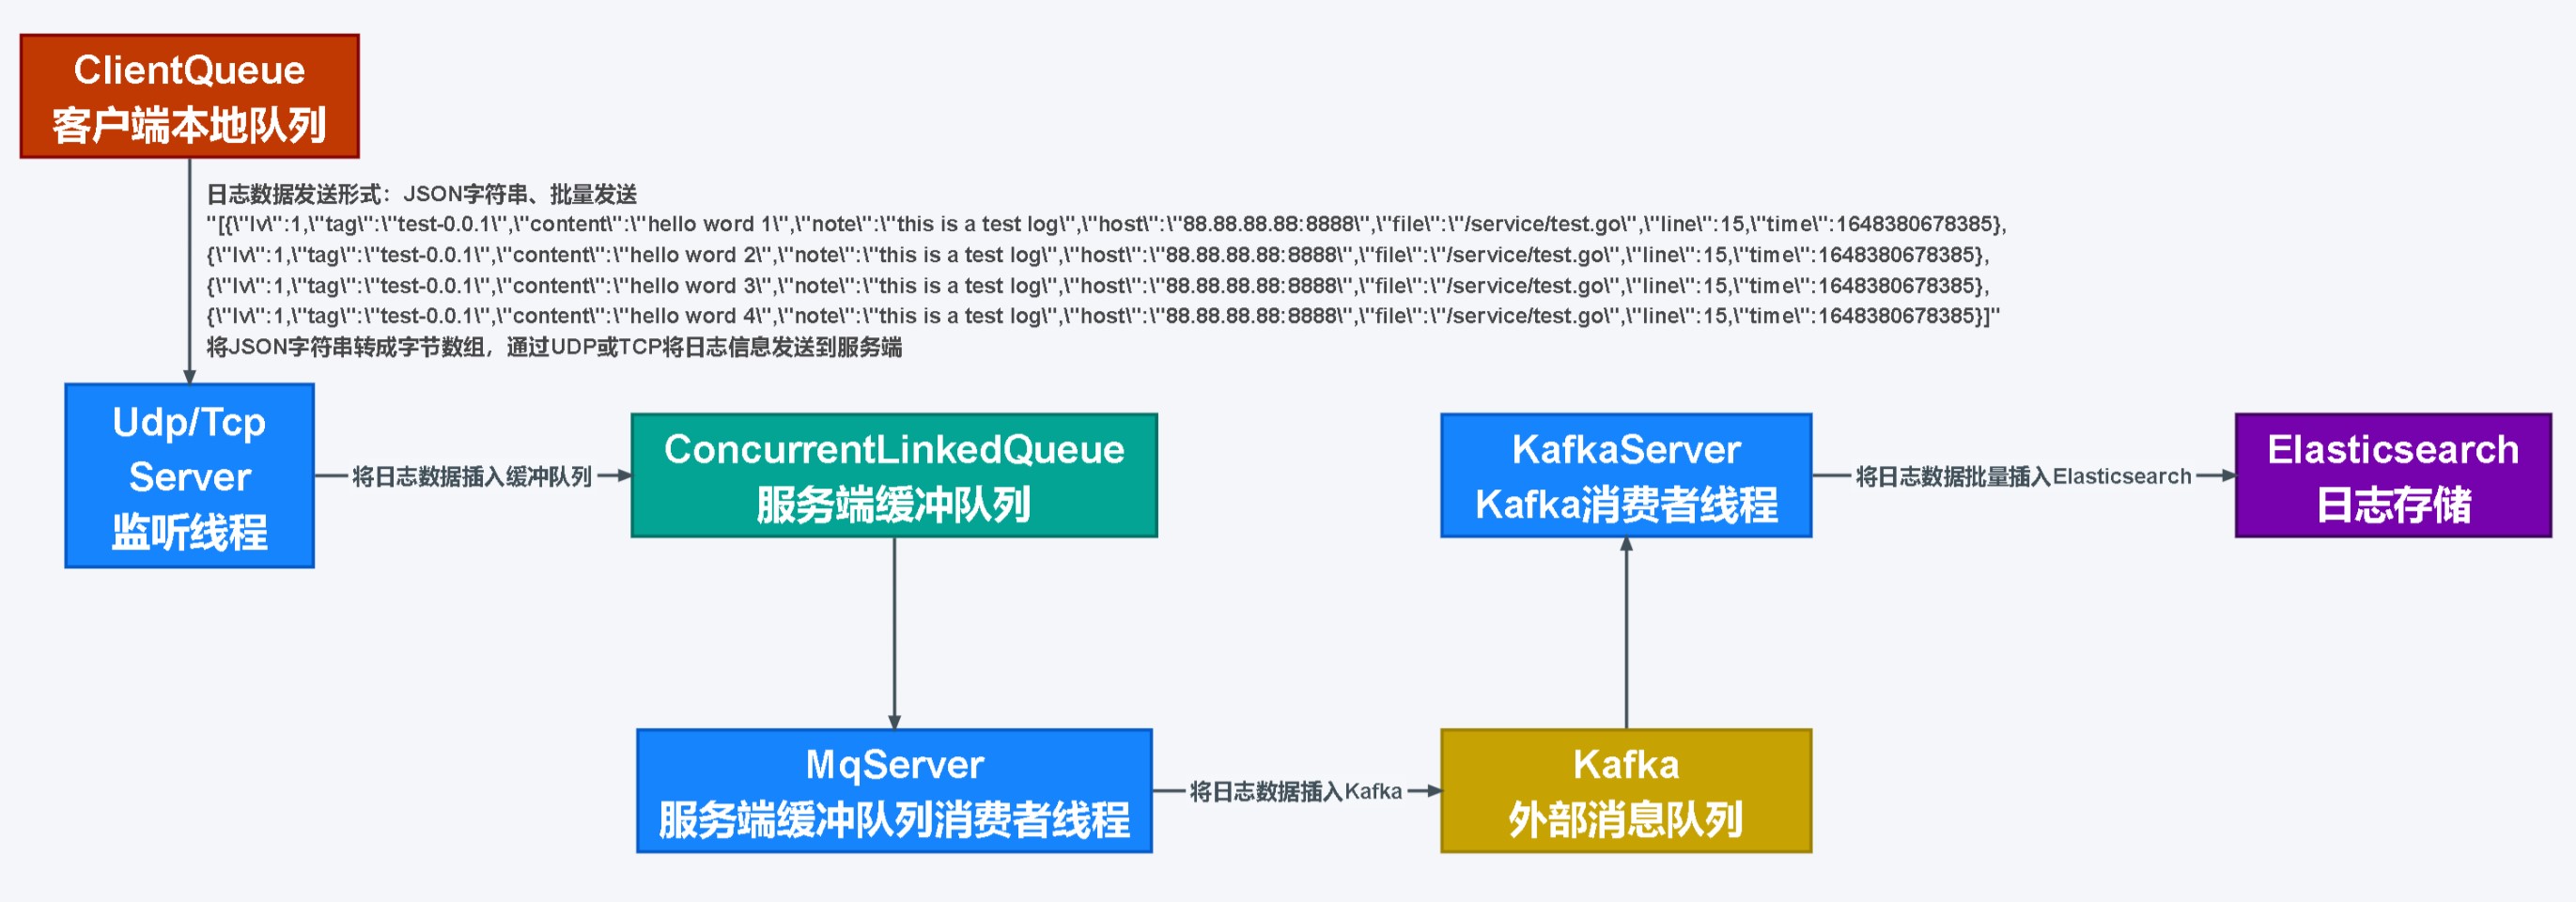 ClientQueue
客户端本地队列
日志数据发送形式：JSON字符串、批量发送
"[{\"lv\":1,\"tag\":\"test-0.0.1\",\"content\":\"hello word 1\",\"note\":\"this is a test log\",\"host\":\"88.88.88.88:8888\",\"file\":\"/service/test.go\",\"line\":15,\"time\":1648380678385},
{\"lv\":1,\"tag\":\"test-0.0.1\",\"content\":\"hello word 2\",\"note\":\"this is a test log\",\"host\":\"88.88.88.88:8888\",\"file\":\"/service/test.go\",\"line\":15,\"time\":1648380678385},
{\"lv\":1,\"tag\":\"test-0.0.1\",\"content\":\"hello word 3\",\"note\":\"this is a test log\",\"host\":\"88.88.88.88:8888\",\"file\":\"/service/test.go\",\"line\":15,\"time\":1648380678385},
{\"lv\":1,\"tag\":\"test-0.0.1\",\"content\":\"hello word 4\",\"note\":\"this is a test log\",\"host\":\"88.88.88.88:8888\",\"file\":\"/service/test.go\",\"line\":15,\"time\":1648380678385}]"
将JSON字符串转成字节数组，通过UDP或TCP将日志信息发送到服务端
Udp/Tcp
Server
监听线程
将日志数据插入缓冲队列
ConcurrentLinkedQueue
服务端缓冲队列
KafkaServer
Kafka消费者线程
将日志数据批量插入Elasticsearch
Elasticsearch
日志存储
MqServer
服务端缓冲队列消费者线程
将日志数据插入Kafka
Kafka
外部消息队列